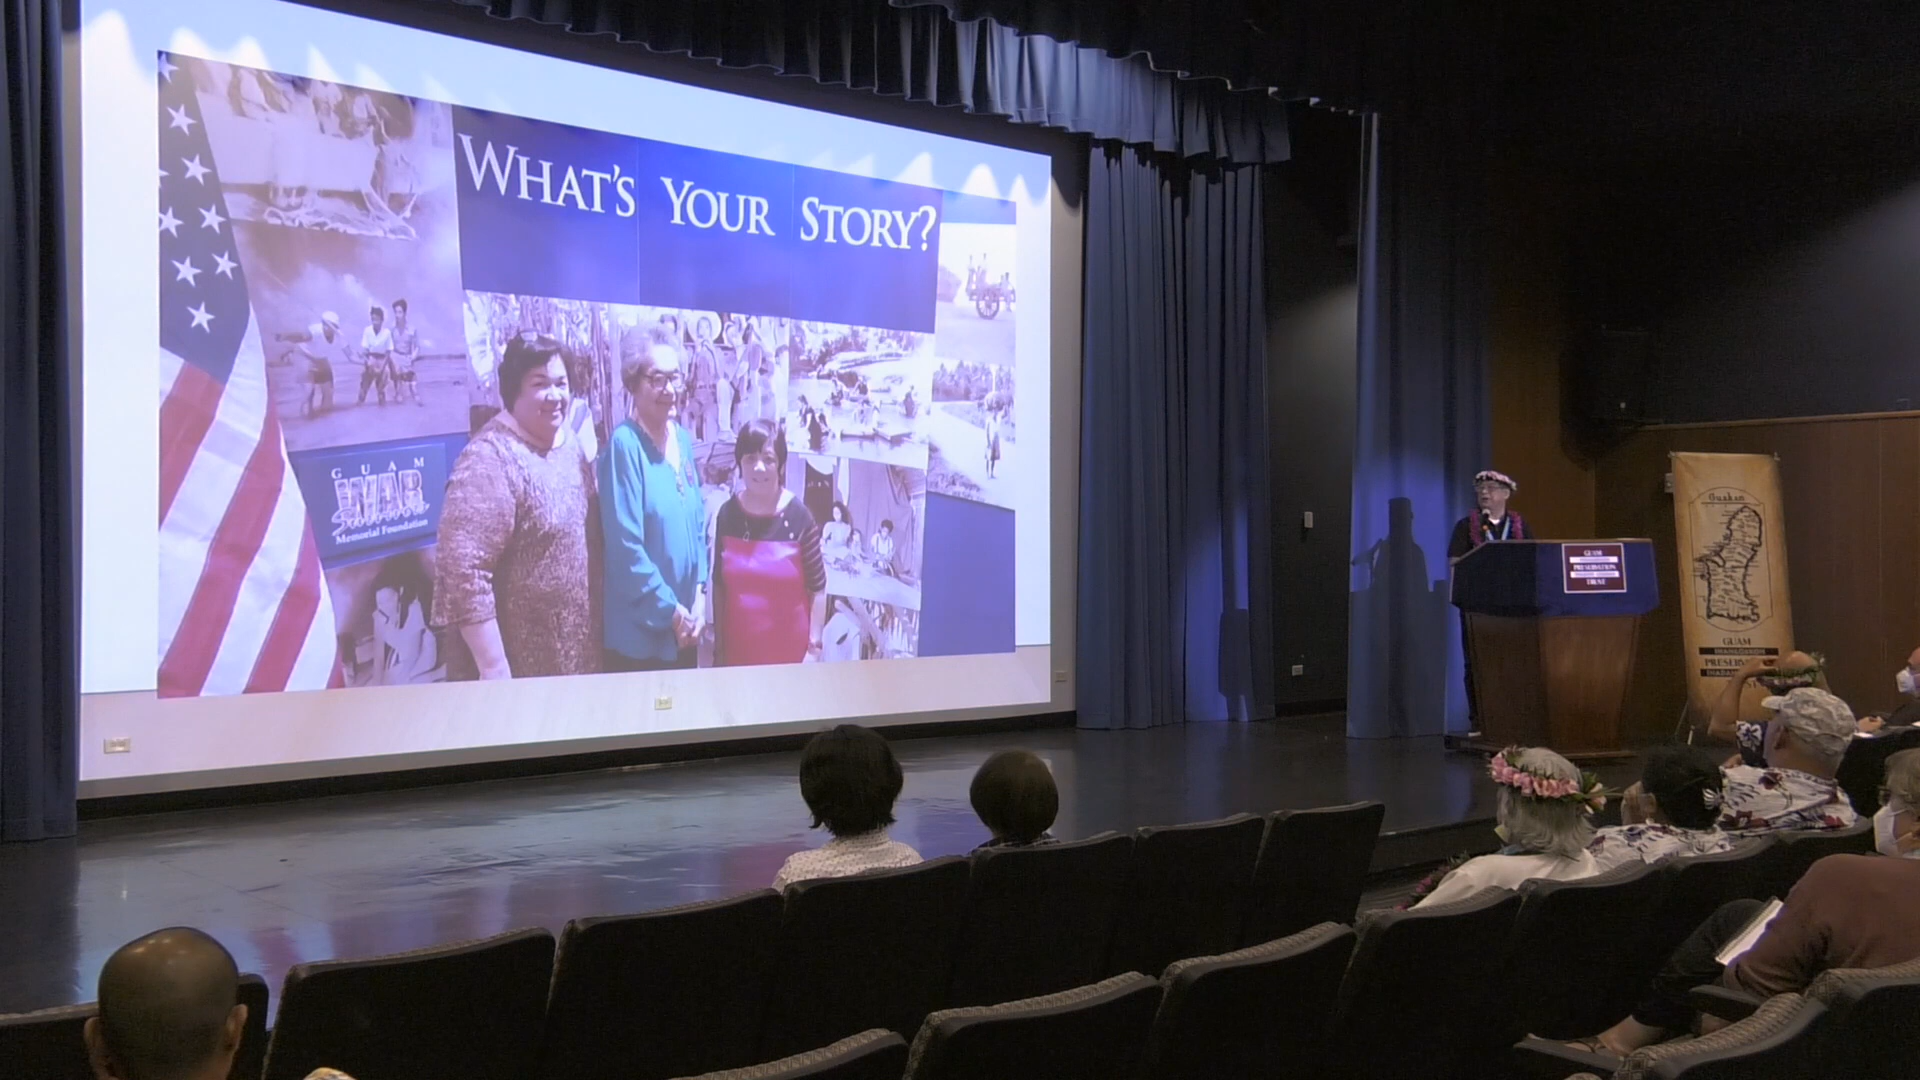 WHAT'S YOUR STORY?
GUAM
WAR
SURVIVORS
Memorial Foundation
GUAM
PRESERVATION
TRUST
Guahan
GUAM
PRESERVATION